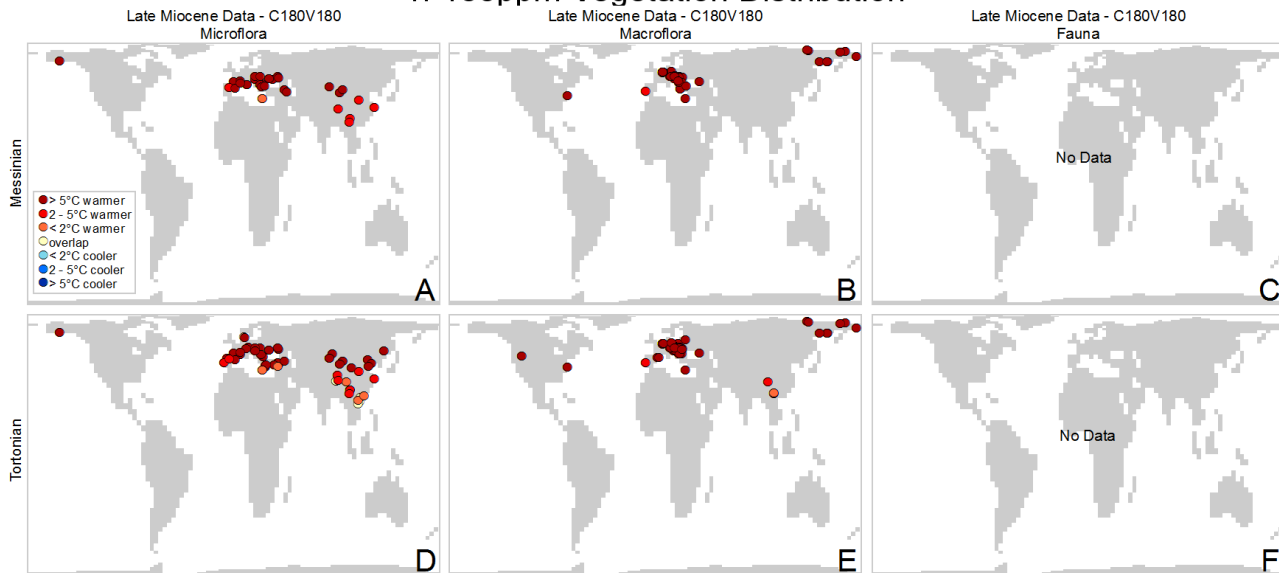 Late Miocene Data - C180V180
Microflora
Late Miocene Data - C180V180
Macroflora
Late Miocene Data - C180V180
Fauna
Messinian
> 5°C warmer
2 - 5°C warmer
< 2°C warmer
overlap
< 2°C cooler
2 - 5°C cooler
> 5°C cooler
A
B
No Data
C
Tortonian
D
E
No Data
F